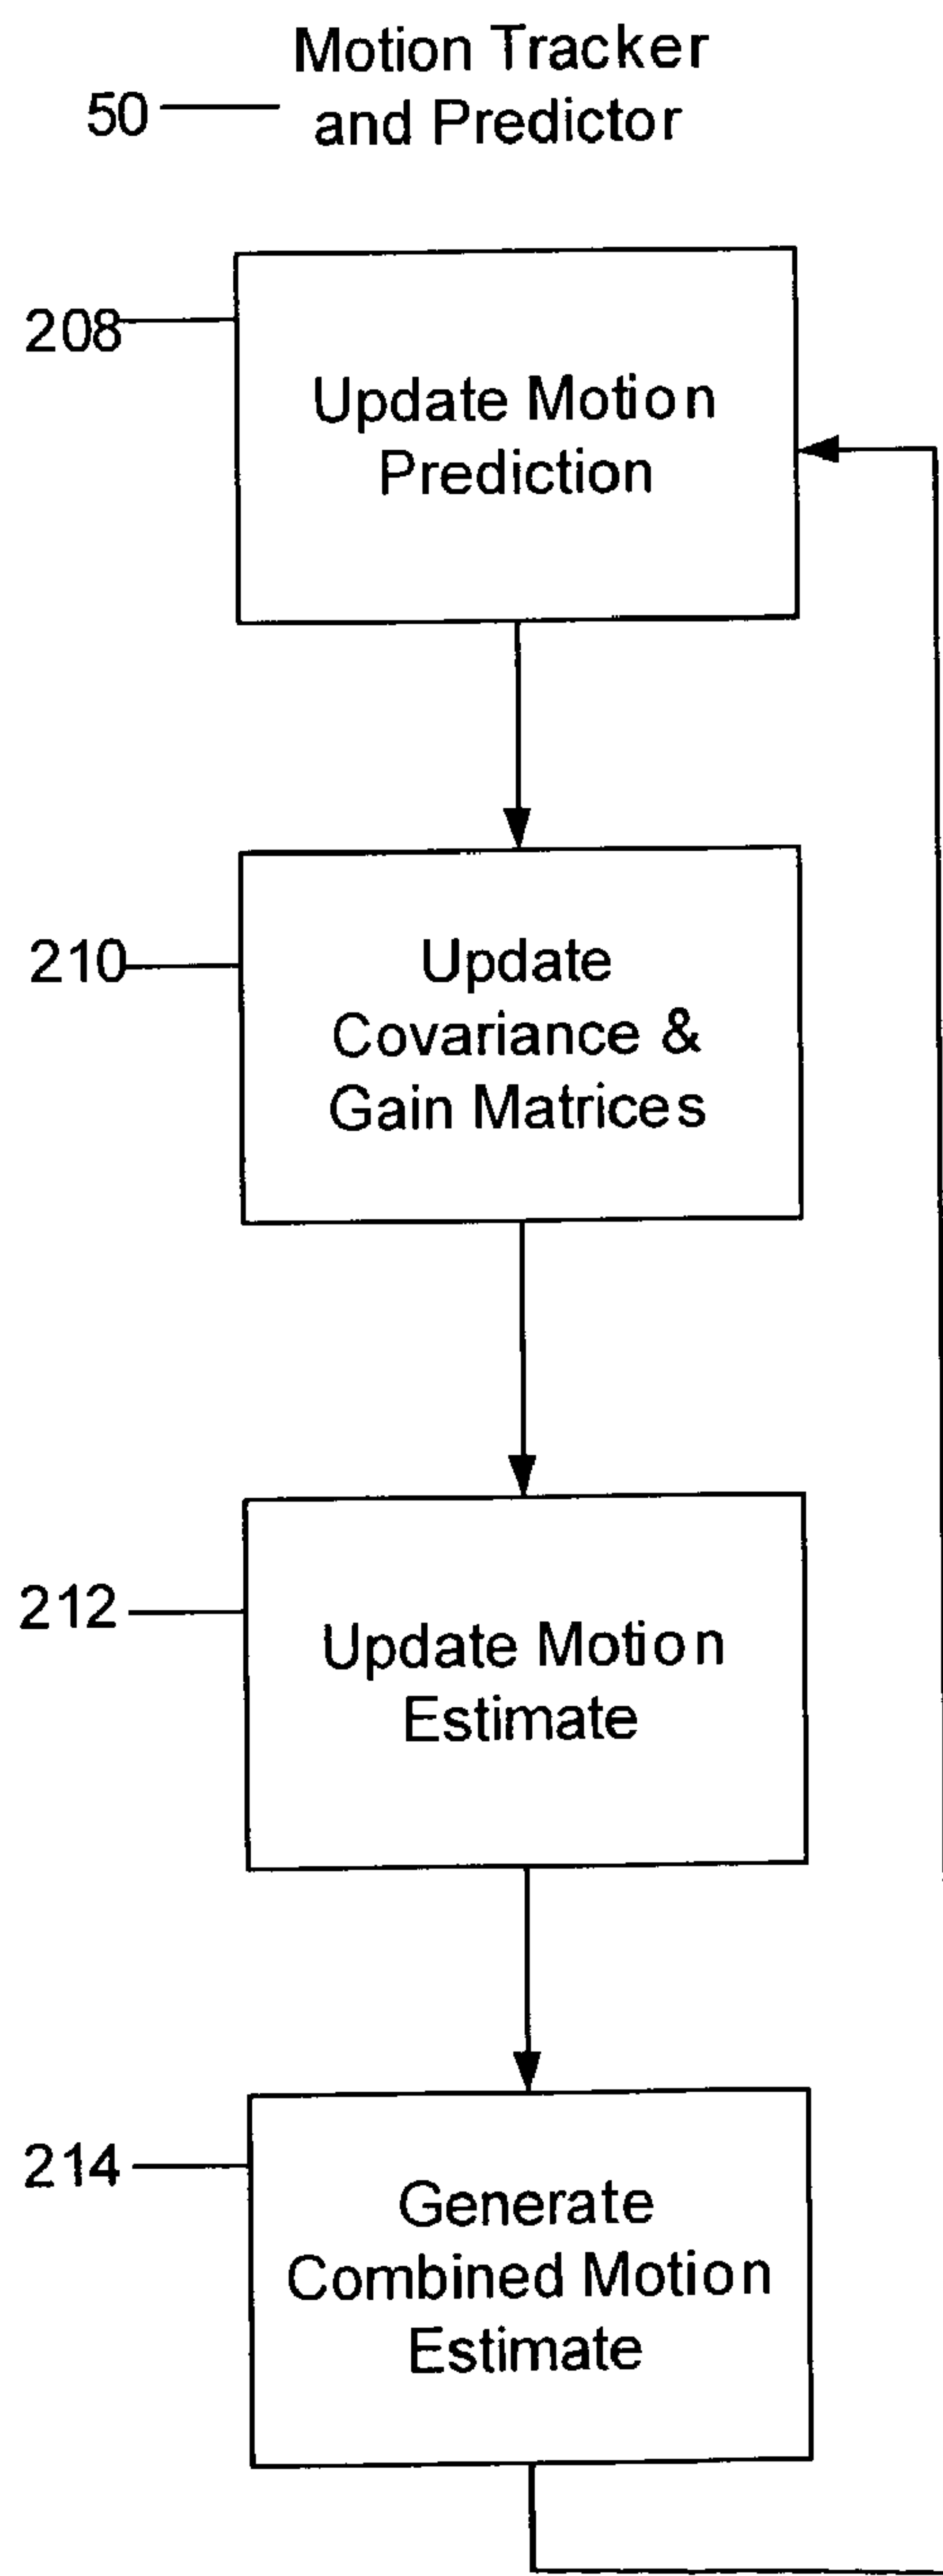 Motion Tracker
50 and Predictor
208
Update Motion
Prediction
210
Update
Covariance &
Gain Matrices
212
Update Motion
Estimate
214
Generate
Combined Motion
Estimate